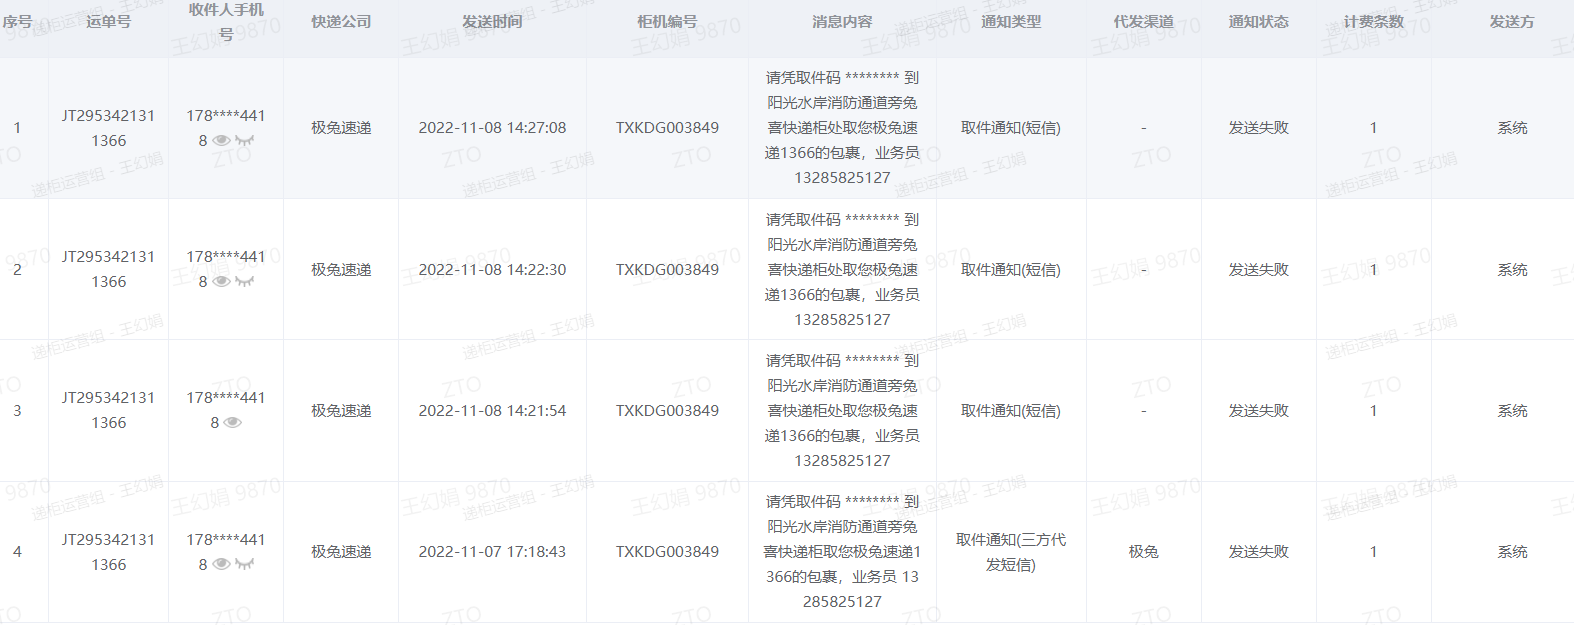 序号 运单号 收件人手机号 快递公司 发送时间 柜机编号 消息内容 通知类型 代发渠道 通知状态 计费条数 发送方
1 JT2953421311366 178****4418 极兔速递 2022-11-08 14:27:08 TXKDG003849 请凭取件码 ******** 到阳光水岸消防通道旁兔喜快递柜处取您极兔速递1366的包裹，业务员13285825127 取件通知(短信) - 发送失败 1 系统
2 JT2953421311366 178****4418 极兔速递 2022-11-08 14:22:30 TXKDG003849 请凭取件码 ******** 到阳光水岸消防通道旁兔喜快递柜处取您极兔速递1366的包裹，业务员13285825127 取件通知(短信) - 发送失败 1 系统
3 JT2953421311366 178****4418 极兔速递 2022-11-08 14:21:54 TXKDG003849 请凭取件码 ******** 到阳光水岸消防通道旁兔喜快递柜处取您极兔速递1366的包裹，业务员13285825127 取件通知(短信) - 发送失败 1 系统
4 JT2953421311366 178****4418 极兔速递 2022-11-07 17:18:43 TXKDG003849 请凭取件码 ******** 到阳光水岸消防通道旁兔喜快递柜取您极兔速递1366的包裹，业务员 13285825127 取件通知(三方代发短信) 极兔 发送失败 1 系统
王幻娟 9870
递柜运营组 - 王幻娟
ZTO